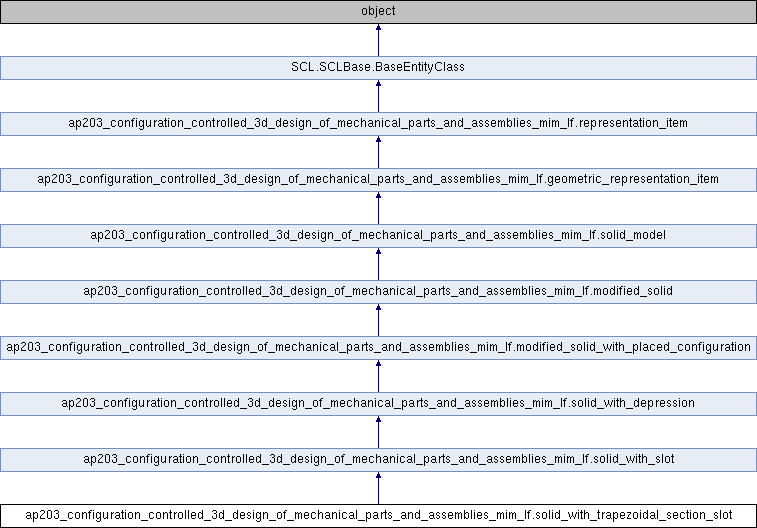 object
SCL.SCLBase.BaseEntityClass
ap203_configuration_controlled_3d_design_of_mechanical_parts_and_assemblies_mim_lf.representation_item
ap203_configuration_controlled_3d_design_of_mechanical_parts_and_assemblies_mim_lf.geometric_representation_item
ap203_configuration_controlled_3d_design_of_mechanical_parts_and_assemblies_mim_lf.solid_model
ap203_configuration_controlled_3d_design_of_mechanical_parts_and_assemblies_mim_lf.modified_solid
ap203_configuration_controlled_3d_design_of_mechanical_parts_and_assemblies_mim_lf.modified_solid_with_placed_configuration
ap203_configuration_controlled_3d_design_of_mechanical_parts_and_assemblies_mim_lf.solid_with_depression
ap203_configuration_controlled_3d_design_of_mechanical_parts_and_assemblies_mim_lf.solid_with_slot
ap203_configuration_controlled_3d_design_of_mechanical_parts_and_assemblies_mim_lf.solid_with_trapezoidal_section_slot